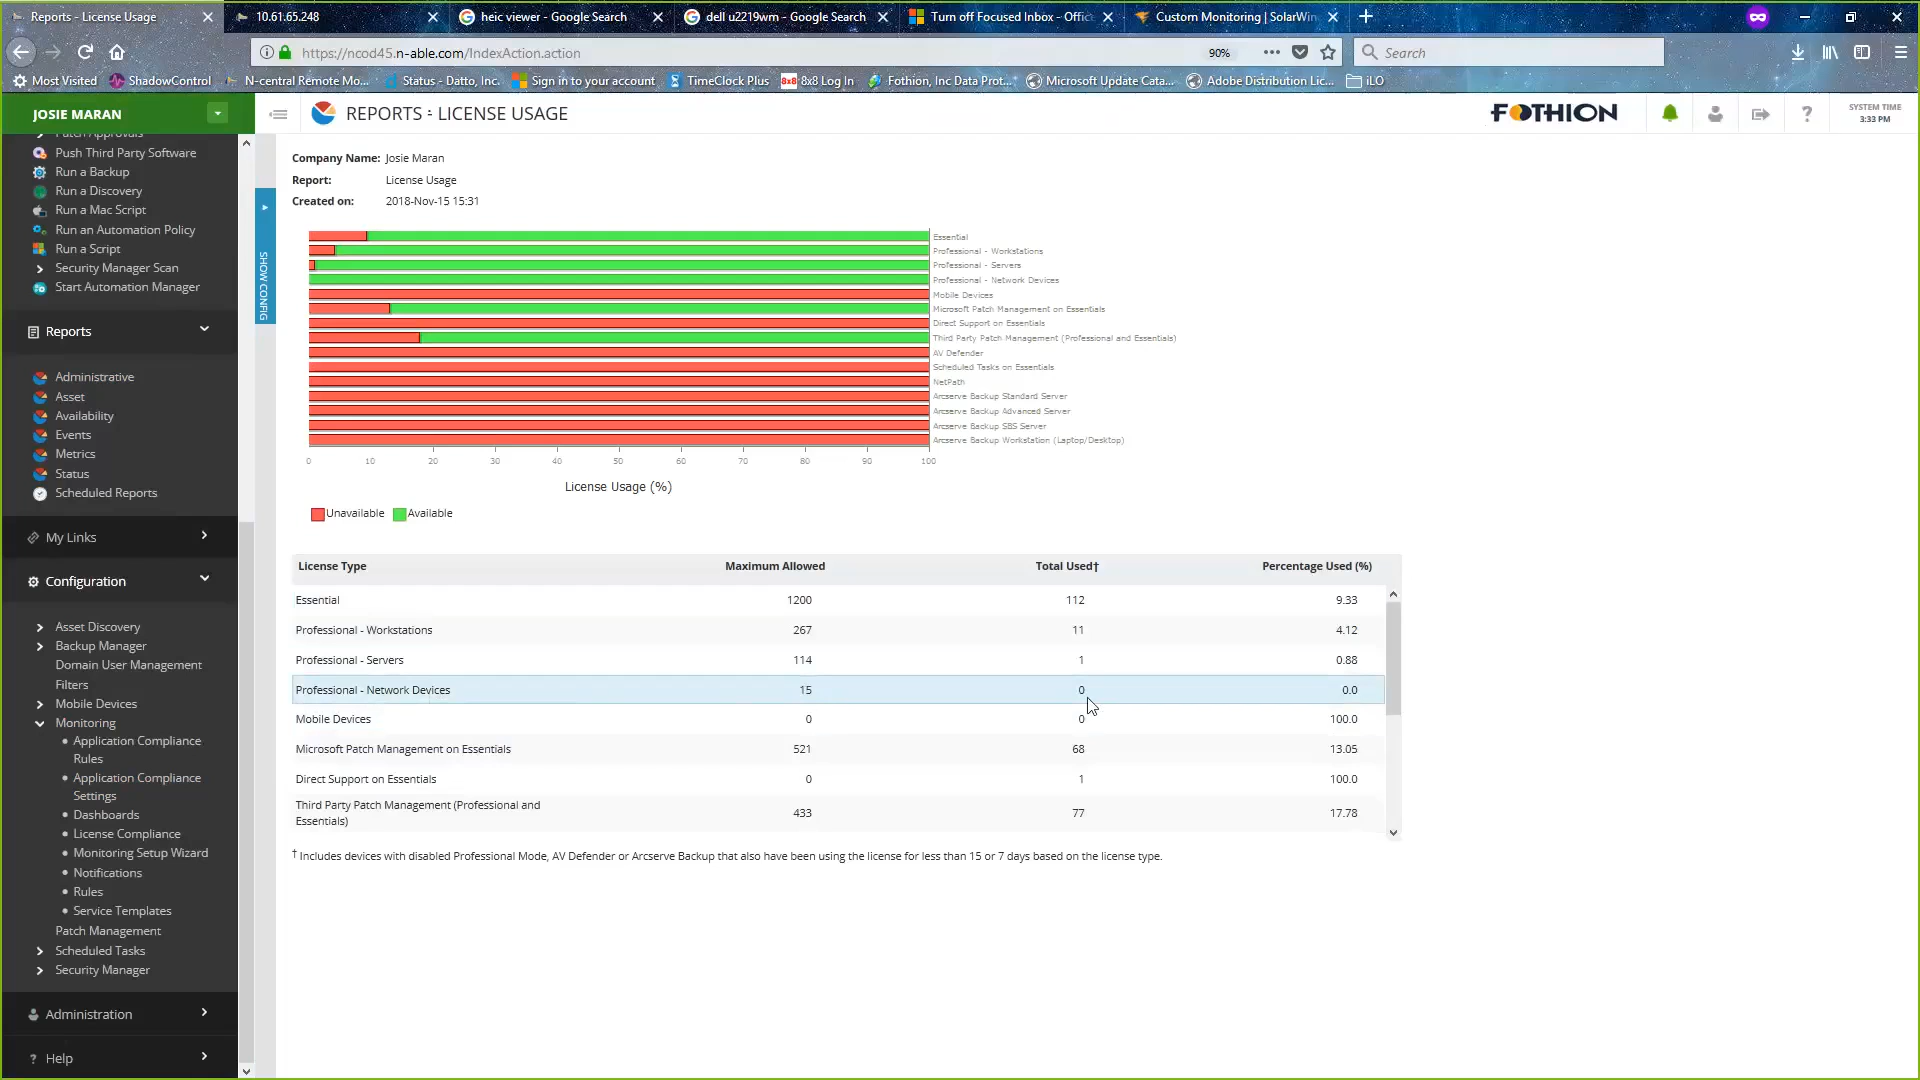 Reports - License Usage
10.61.65.248
heic viewer - Google Search
dell u2219wm - Google Search
Turn off Focused Inbox - Offic
Custom Monitoring | SolarWin
https://ncod45.n-able.com/IndexAction.action
90%
Search
Most Visited
ShadowControl
N-central Remote Mo...
Status - Datto, Inc.
Sign in to your account
TimeClock Plus
8x8 8x8 Log In
Fothion, Inc Data Prot...
Microsoft Update Cata...
Adobe Distribution Lic...
iLO
JOSIE MARAN
REPORTS - LICENSE USAGE
FOTHION
?
SYSTEM TIME
3:33 PM
Patch Approvals
Push Third Party Software
Run a Backup
Run a Discovery
Run a Mac Script
Run an Automation Policy
Run a Script
Security Manager Scan
Start Automation Manager
Reports
Administrative
Asset
Availability
Events
Metrics
Status
Scheduled Reports
My Links
Configuration
Asset Discovery
Backup Manager
Domain User Management
Filters
Mobile Devices
Monitoring
Application Compliance
Rules
Application Compliance
Settings
Dashboards
License Compliance
Monitoring Setup Wizard
Notifications
Rules
Service Templates
Patch Management
Scheduled Tasks
Security Manager
Administration
? Help
SHOW CONFIG
Company Name: Josie Maran
Report: License Usage
Created on: 2018-Nov-15 15:31
Essential
Professional - Workstations
Professional - Servers
Professional - Network Devices
Mobile Devices
Microsoft Patch Management on Essentials
Direct Support on Essentials
Third Party Patch Management (Professional and Essentials)
AV Defender
Scheduled Tasks on Essentials
NetPath
Arcserve Backup Standard Server
Arcserve Backup Advanced Server
Arcserve Backup SBS Server
Arcserve Backup Workstation (Laptop/Desktop)
0 10 20 30 40 50 60 70 80 90 100
License Usage (%)
Unavailable Available
License Type Maximum Allowed Total Used† Percentage Used (%)
Essential 1200 112 9.33
Professional - Workstations 267 11 4.12
Professional - Servers 114 1 0.88
Professional - Network Devices 15 0 0.0
Mobile Devices 0 0 100.0
Microsoft Patch Management on Essentials 521 68 13.05
Direct Support on Essentials 0 1 100.0
Third Party Patch Management (Professional and
Essentials) 433 77 17.78
† Includes devices with disabled Professional Mode, AV Defender or Arcserve Backup that also have been using the license for less than 15 or 7 days based on the license type.